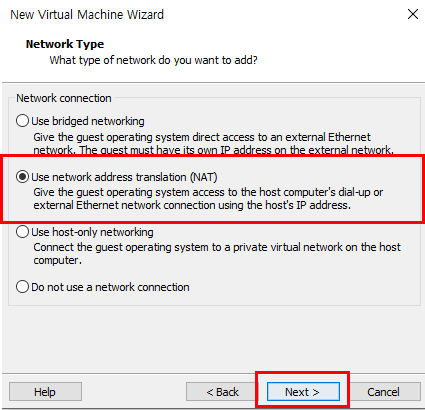 New Virtual Machine Wizard
Network Type
What type of network do you want to add?
Network connection
Use bridged networking
Give the guest operating system direct access to an external Ethernet
network. The guest must have its own IP address on the external network.
Use network address translation (NAT)
Give the guest operating system access to the host computer's dial-up or
external Ethernet network connection using the host's IP address.
Use host-only networking
Connect the guest operating system to a private virtual network on the host
computer.
Do not use a network connection
Help < Back Next > Cancel